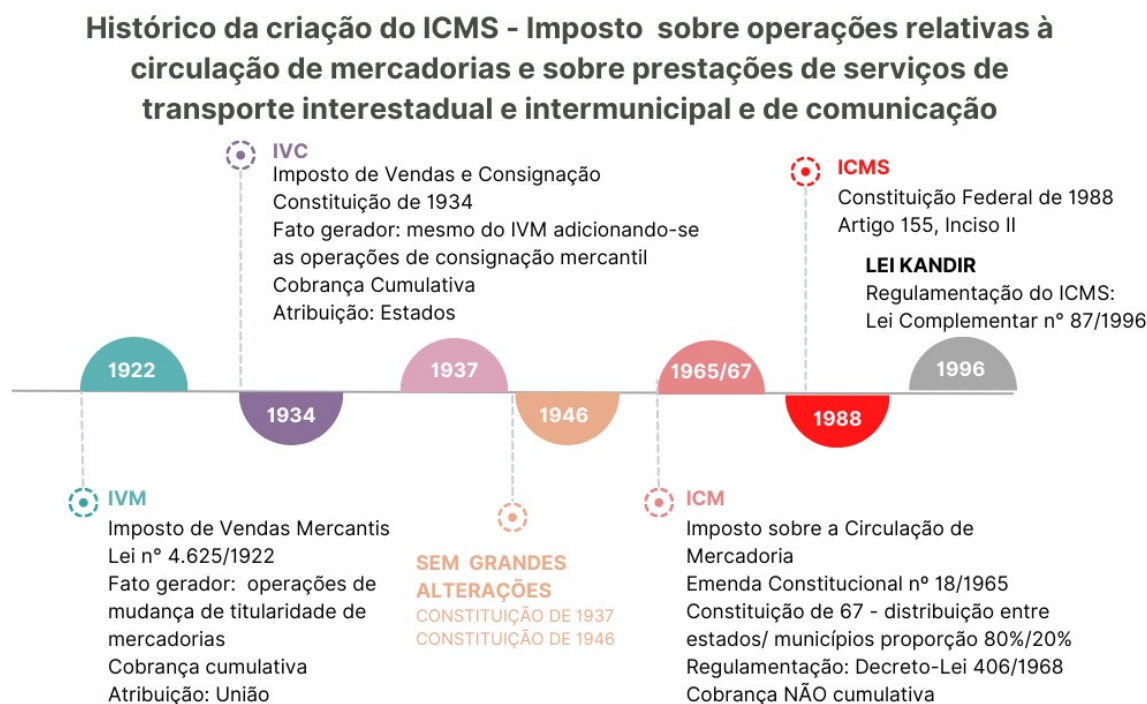 Histórico da criação do ICMS - Imposto sobre operações relativas à
circulação de mercadorias e sobre prestações de serviços de
transporte interestadual e intermunicipal e de comunicação
IVC
Imposto de Vendas e Consignação
Constituição de 1934
Fato gerador: mesmo do IVM adicionando-se
as operações de consignação mercantil
Cobrança Cumulativa
Atribuição: Estados
ICMS
Constituição Federal de 1988
Artigo 155, Inciso II
LEI KANDIR
Regulamentação do ICMS:
Lei Complementar n° 87/1996
1922
1934
1937
1946
1965/67
1988
1996
IVM
Imposto de Vendas Mercantis
Lei n° 4.625/1922
Fato gerador: operações de
mudança de titularidade de
mercadorias
Cobrança cumulativa
Atribuição: União
SEM GRANDES
ALTERAÇÕES
CONSTITUIÇÃO DE 1937
CONSTITUIÇÃO DE 1946
ICM
Imposto sobre a Circulação de
Mercadoria
Emenda Constitucional nº 18/1965
Constituição de 67 - distribuição entre
estados/ municípios proporção 80%/20%
Regulamentação: Decreto-Lei 406/1968
Cobrança NÃO cumulativa